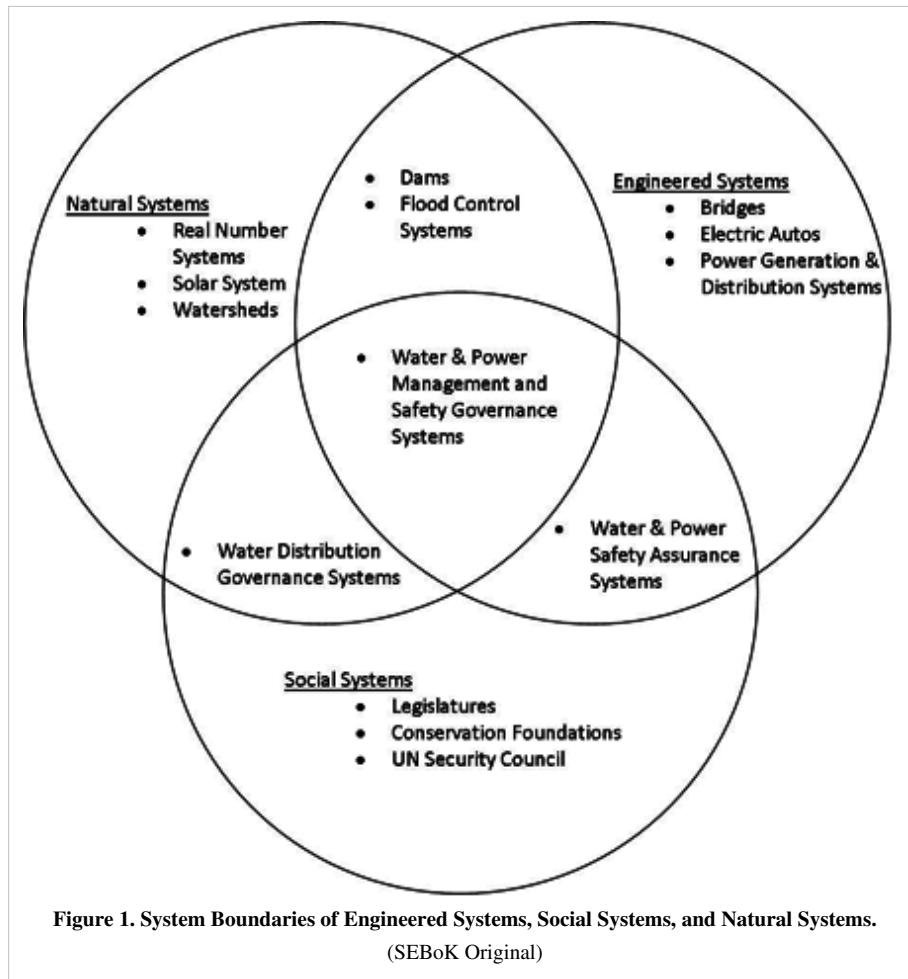 Natural Systems
• Real Number
Systems
• Solar System
• Watersheds
• Dams
• Flood Control
Systems
Engineered Systems
• Bridges
• Electric Autos
• Power Generation &
Distribution Systems
• Water & Power
Management and
Safety Governance
Systems
• Water Distribution
Governance Systems
• Water & Power
Safety Assurance
Systems
Social Systems
• Legislatures
• Conservation Foundations
• UN Security Council
Figure 1. System Boundaries of Engineered Systems, Social Systems, and Natural Systems.
(SEBoK Original)